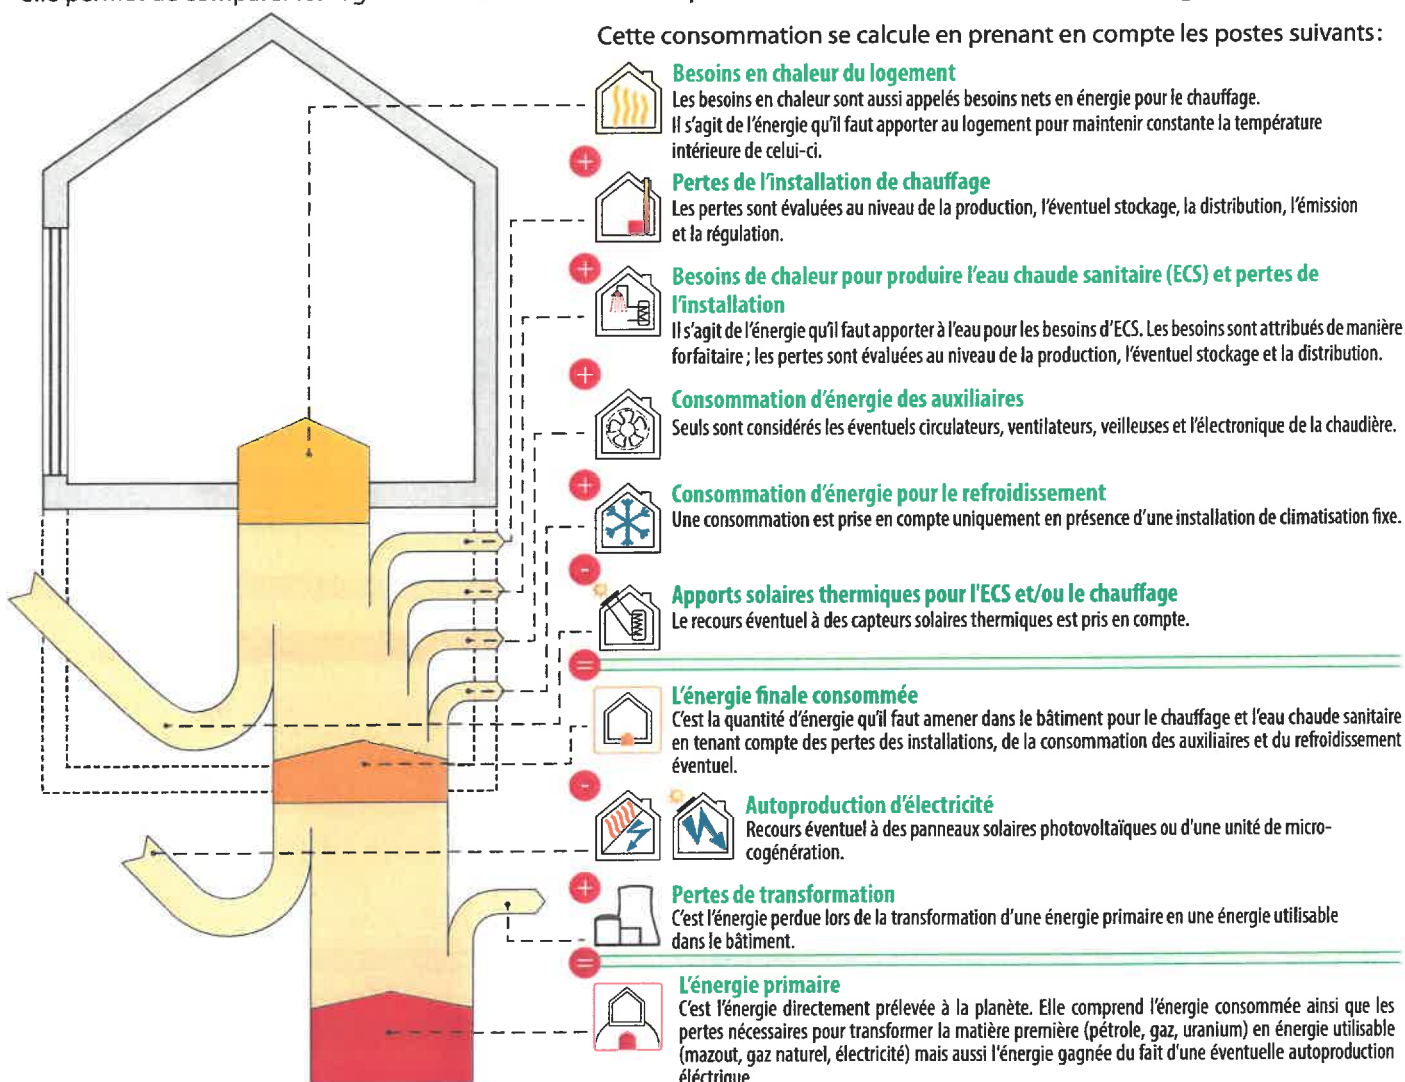 Cette consommation se calcule en prenant en compte les postes suivants :
Besoins en chaleur du logement
Les besoins en chaleur sont aussi appelés besoins nets en énergie pour le chauffage.
Il s'agit de l'énergie qu'il faut apporter au logement pour maintenir constante la température
intérieure de celui-ci.
+
Pertes de l'installation de chauffage
Les pertes sont évaluées au niveau de la production, l'éventuel stockage, la distribution, l'émission
et la régulation.
+
Besoins de chaleur pour produire l'eau chaude sanitaire (ECS) et pertes de
l'installation
Il s'agit de l'énergie qu'il faut apporter à l'eau pour les besoins d'ECS. Les besoins sont attribués de manière
forfaitaire ; les pertes sont évaluées au niveau de la production, l'éventuel stockage et la distribution.
+
Consommation d'énergie des auxiliaires
Seuls sont considérés les éventuels circulateurs, ventilateurs, veilleuses et l'électronique de la chaudière.
+
Consommation d'énergie pour le refroidissement
Une consommation est prise en compte uniquement en présence d'une installation de climatisation fixe.
-
Apports solaires thermiques pour l'ECS et/ou le chauffage
Le recours éventuel à des capteurs solaires thermiques est pris en compte.
=
L'énergie finale consommée
C'est la quantité d'énergie qu'il faut amener dans le bâtiment pour le chauffage et l'eau chaude sanitaire
en tenant compte des pertes des installations, de la consommation des auxiliaires et du refroidissement
éventuel.
-
Autoproduction d'électricité
Recours éventuel à des panneaux solaires photovoltaïques ou d'une unité de micro-
cogénération.
+
Pertes de transformation
C'est l'énergie perdue lors de la transformation d'une énergie primaire en une énergie utilisable
dans le bâtiment.
=
L'énergie primaire
C'est l'énergie directement prélevée à la planète. Elle comprend l'énergie consommée ainsi que les
pertes nécessaires pour transformer la matière première (pétrole, gaz, uranium) en énergie utilisable
(mazout, gaz naturel, électricité) mais aussi l'énergie gagnée du fait d'une éventuelle autoproduction
éléctrique